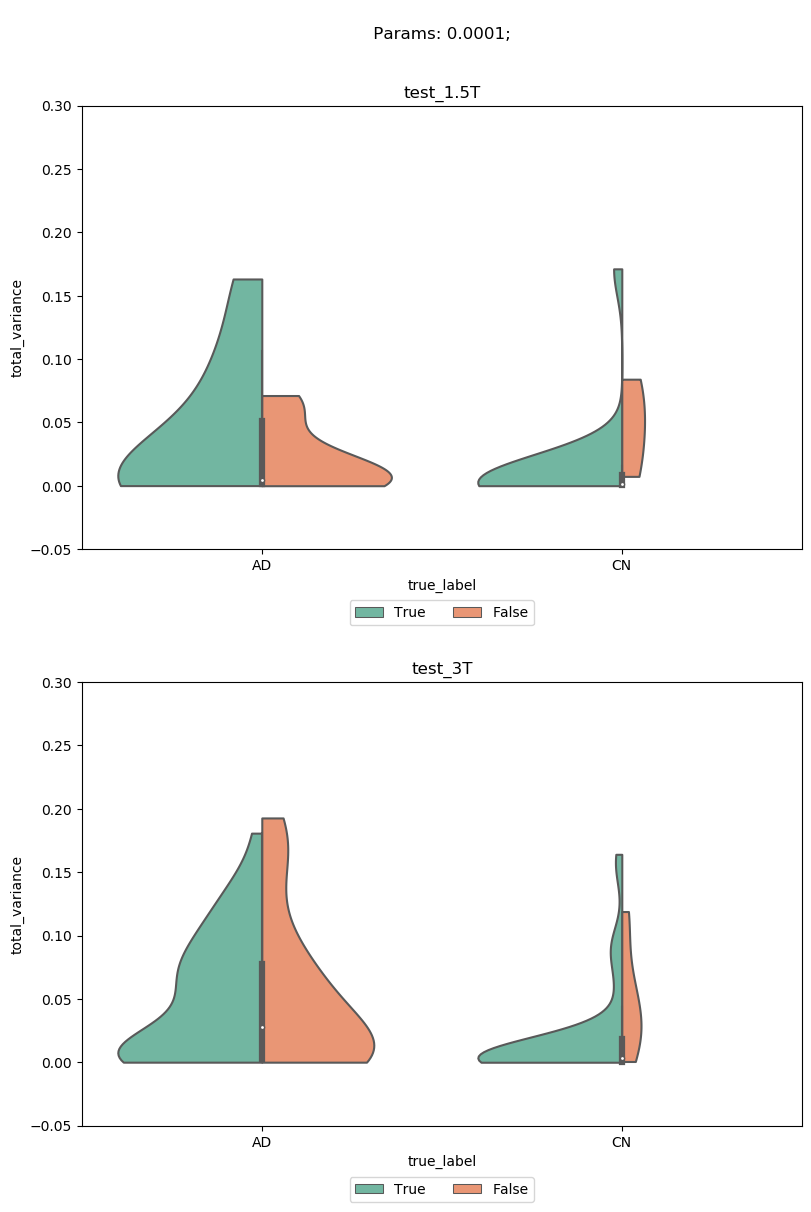 Params: 0.0001;
test_1.5T
0.30
0.25
0.20
0.15
0.10
0.05
0.00
−0.05
total_variance
AD CN
true_label
True False
test_3T
0.30
0.25
0.20
0.15
0.10
0.05
0.00
−0.05
total_variance
AD CN
true_label
True False